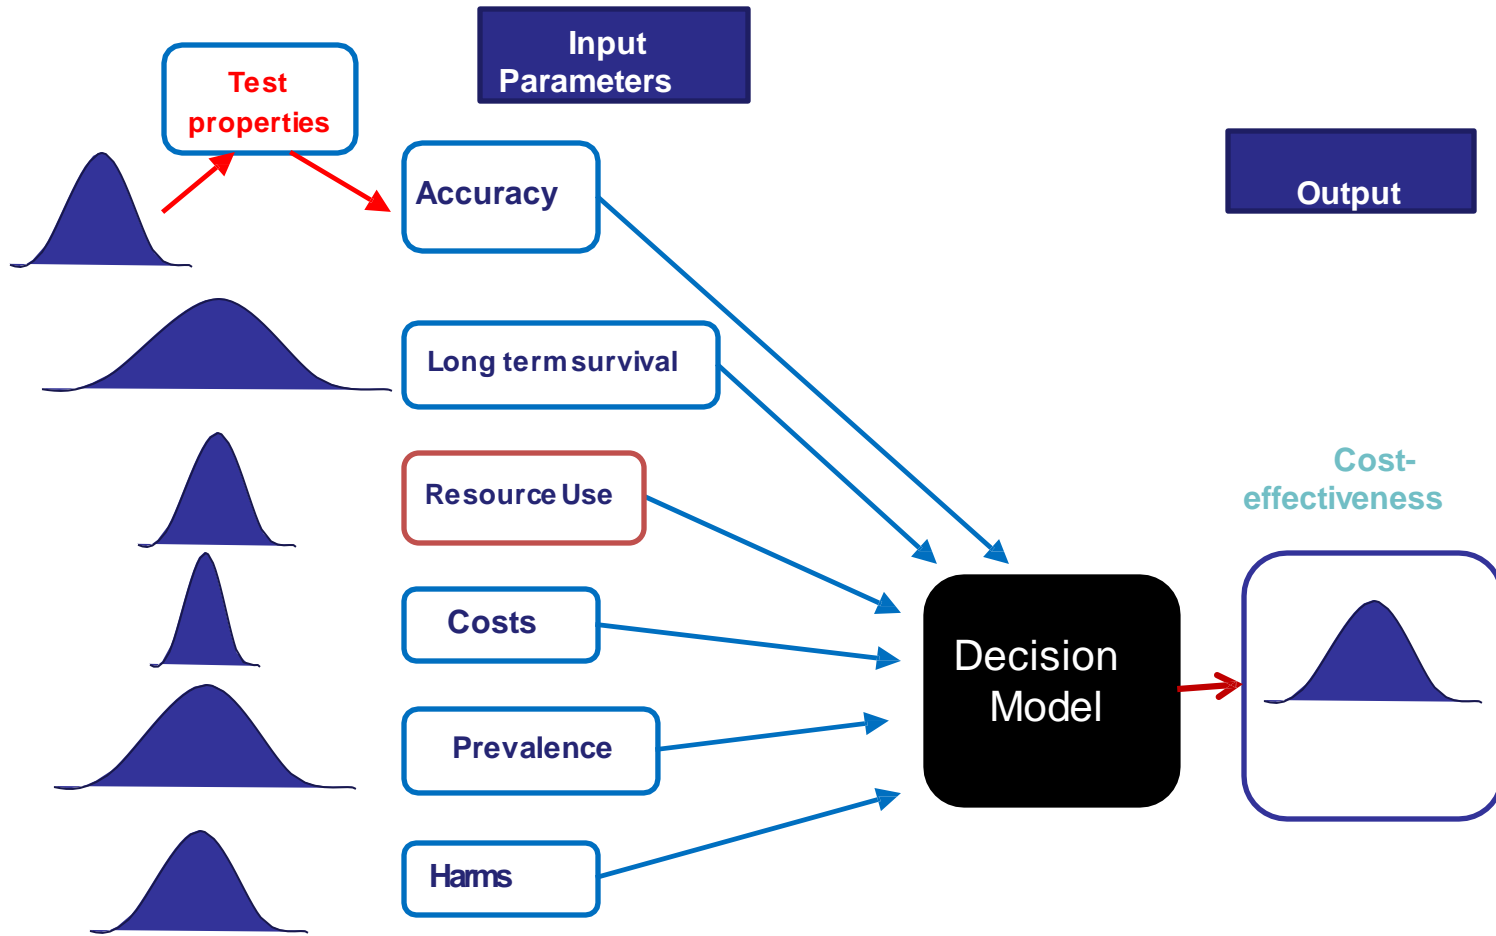 Input
Parameters
Test
properties
Accuracy
Output
Long term survival
Resource Use
Cost-
effectiveness
Costs
Decision
Model
Prevalence
Harms